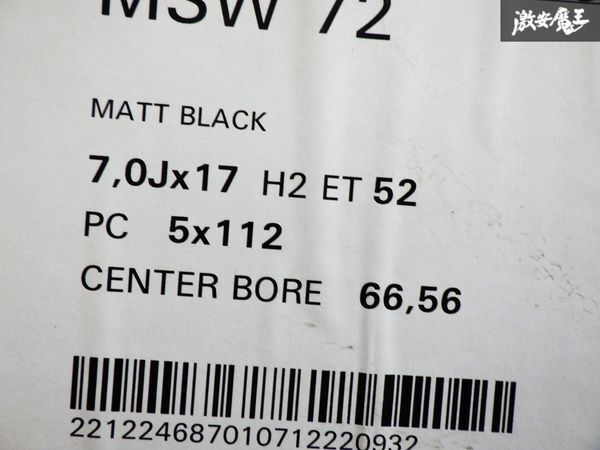 激安魔王
MSW 72
MATT BLACK
7,0Jx17 H2 ET 52
PC 5x112
CENTER BORE 66,56
221224687010712220932